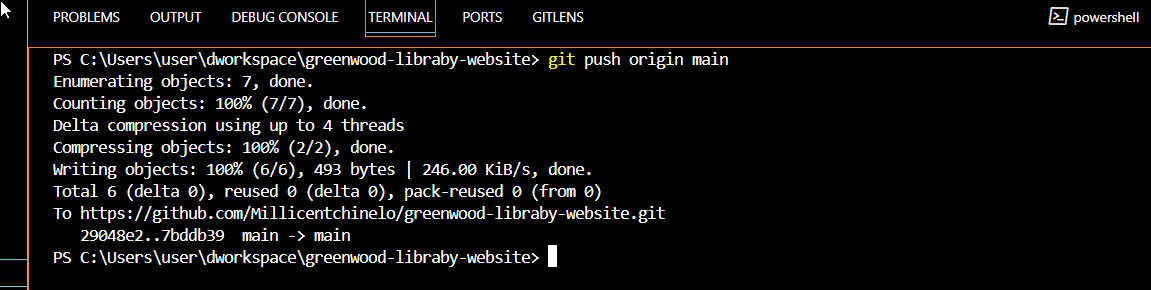 PROBLEMS OUTPUT DEBUG CONSOLE TERMINAL PORTS GITLENS powershell
PS C:\Users\user\dworkspace\greenwood-libraby-website> git push origin main
Enumerating objects: 7, done.
Counting objects: 100% (7/7), done.
Delta compression using up to 4 threads
Compressing objects: 100% (2/2), done.
Writing objects: 100% (6/6), 493 bytes | 246.00 KiB/s, done.
Total 6 (delta 0), reused 0 (delta 0), pack-reused 0 (from 0)
To https://github.com/Millicentchinelo/greenwood-libraby-website.git
   29048e2..7bddb39  main -> main
PS C:\Users\user\dworkspace\greenwood-libraby-website>